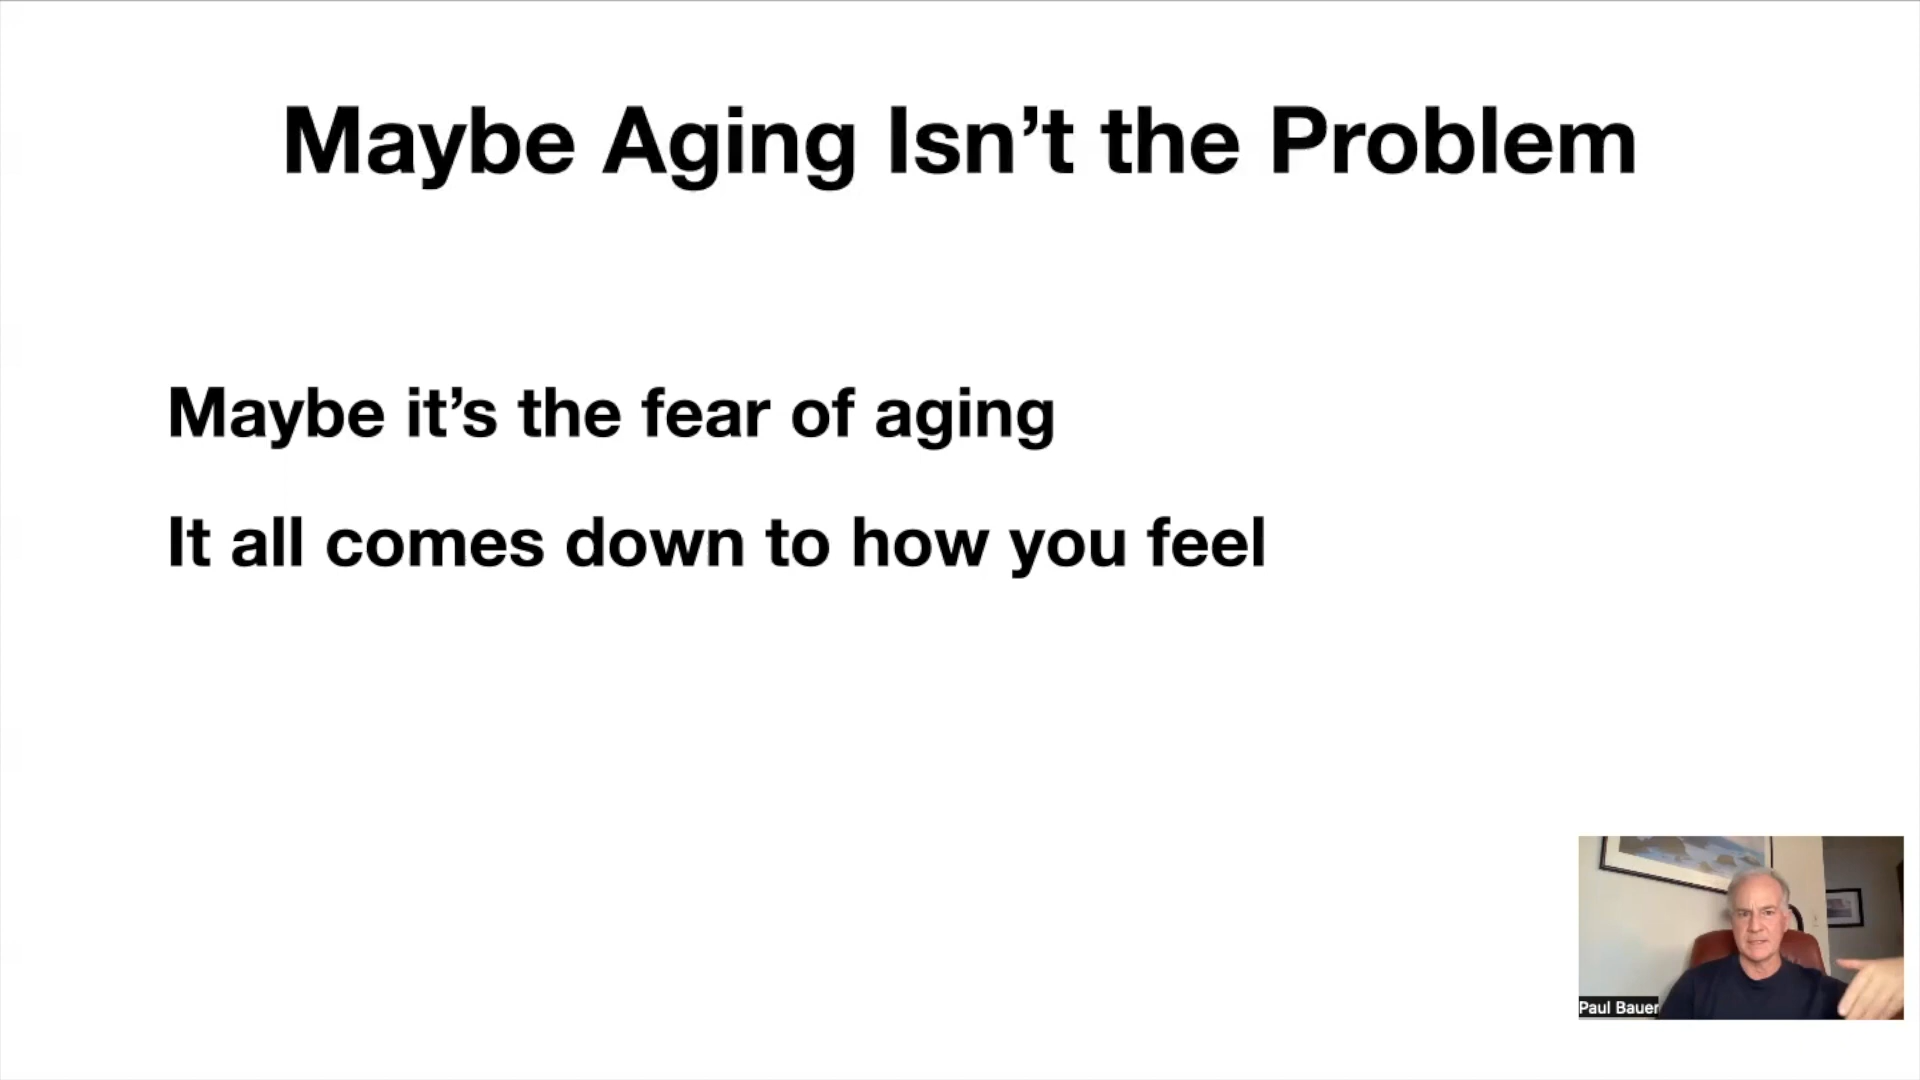 Maybe Aging Isn’t the Problem
Maybe it’s the fear of aging
It all comes down to how you feel
Paul Bauer